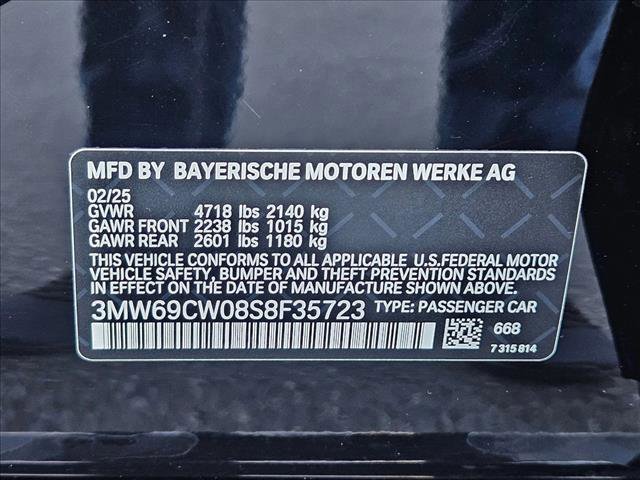 MFD BY BAYERISCHE MOTOREN WERKE AG
02/25
GVWR 4718 lbs 2140 kg
GAWR FRONT 2238 lbs 1015 kg
GAWR REAR 2601 lbs 1180 kg
THIS VEHICLE CONFORMS TO ALL APPLICABLE U.S.FEDERAL MOTOR
VEHICLE SAFETY, BUMPER AND THEFT PREVENTION STANDARDS
IN EFFECT ON THE DATE OF MANUFACTURE SHOWN ABOVE.
3MW69CW08S8F35723 TYPE: PASSENGER CAR
668
7 315 814